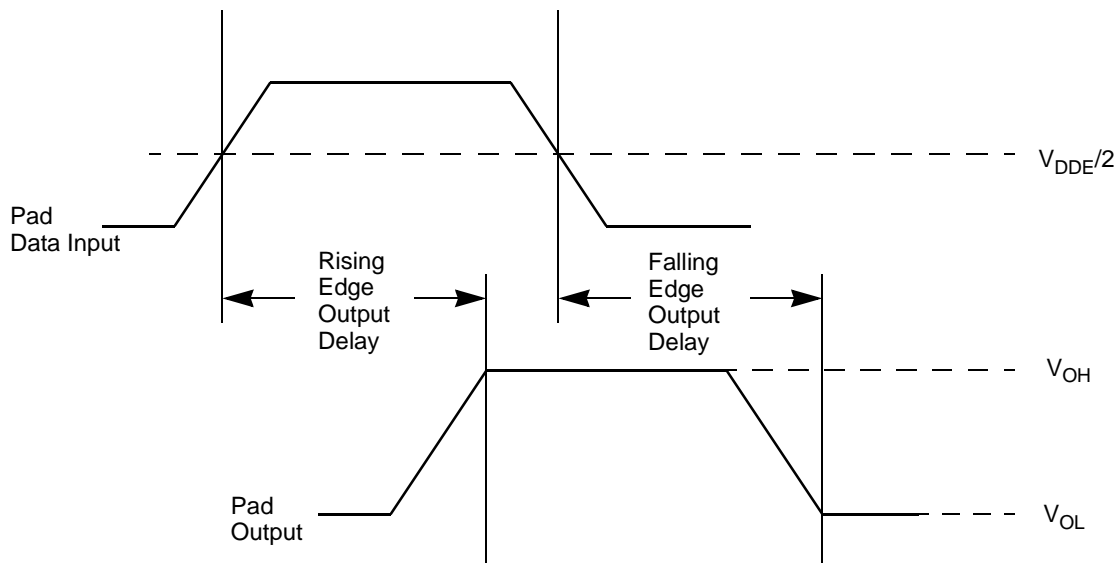 V_DDE/2
Pad
Data Input
Rising
Edge
Output
Delay
Falling
Edge
Output
Delay
V_OH
Pad
Output
V_OL